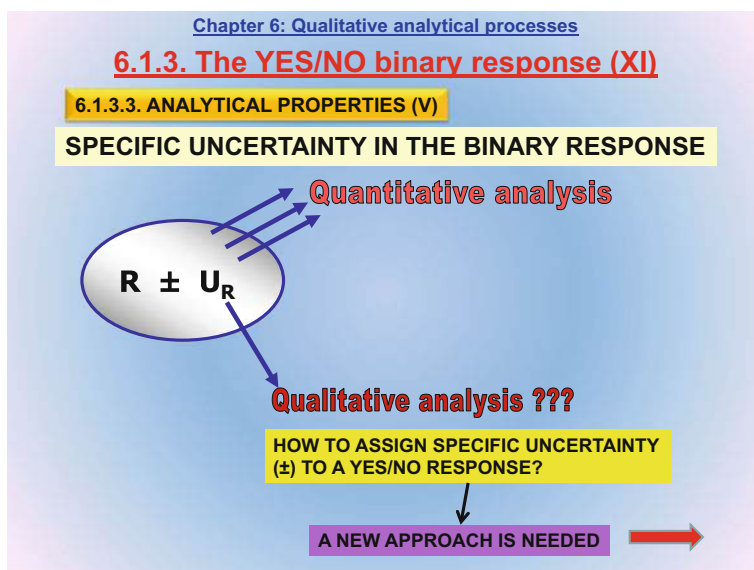 Chapter 6: Qualitative analytical processes
6.1.3. The YES/NO binary response (XI)
6.1.3.3. ANALYTICAL PROPERTIES (V)
SPECIFIC UNCERTAINTY IN THE BINARY RESPONSE
Quantitative analysis
R ± UR
Qualitative analysis ???
HOW TO ASSIGN SPECIFIC UNCERTAINTY
(±) TO A YES/NO RESPONSE?
A NEW APPROACH IS NEEDED